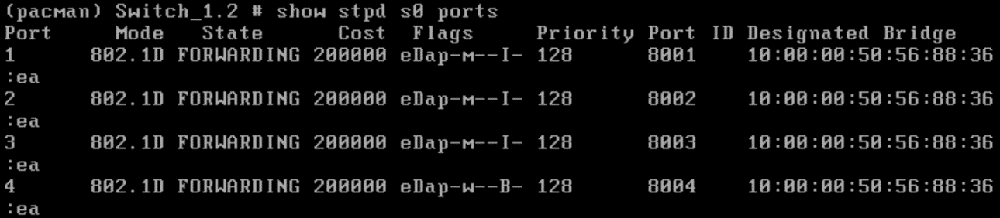 (pacman) Switch_1.2 # show stpd s0 ports
Port     Mode   State      Cost  Flags     Priority Port ID Designated Bridge
1      802.1D FORWARDING 200000 eDap-m--I- 128      8001    10:00:00:50:56:88:36
:ea
2      802.1D FORWARDING 200000 eDap-m--I- 128      8002    10:00:00:50:56:88:36
:ea
3      802.1D FORWARDING 200000 eDap-m--I- 128      8003    10:00:00:50:56:88:36
:ea
4      802.1D FORWARDING 200000 eDap-w--B- 128      8004    10:00:00:50:56:88:36
:ea